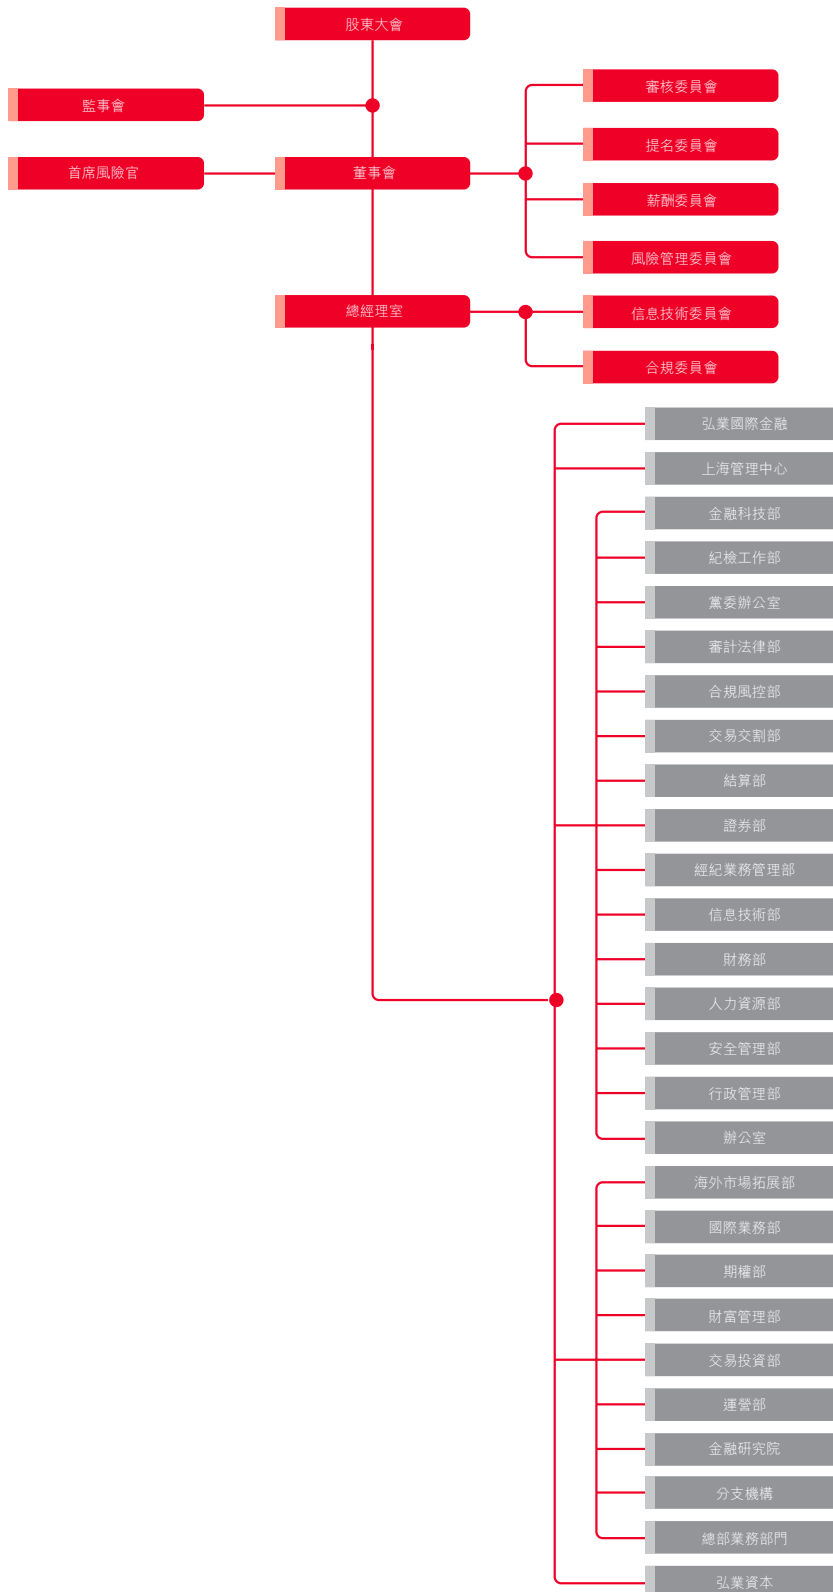 股東大會
監事會
首席風險官
董事會
審核委員會
提名委員會
薪酬委員會
風險管理委員會
總經理室
信息技術委員會
合規委員會
弘業國際金融
上海管理中心
金融科技部
紀檢工作部
黨委辦公室
審計法律部
合規風控部
交易交割部
結算部
證券部
經紀業務管理部
信息技術部
財務部
人力資源部
安全管理部
行政管理部
辦公室
海外市場拓展部
國際業務部
期權部
財富管理部
交易投資部
運營部
金融研究院
分支機構
總部業務部門
弘業資本